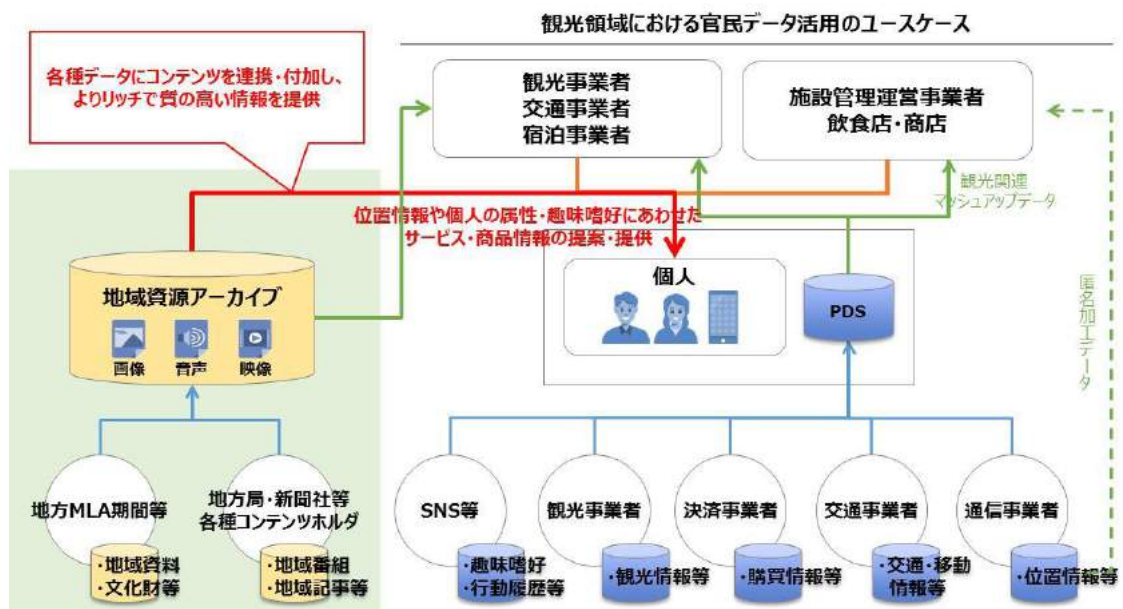 観光領域における官民データ活用のユースケース
各種データにコンテンツを連携・付加し、
よりリッチで質の高い情報を提供
観光事業者
交通事業者
宿泊事業者
施設管理運営事業者
飲食店・商店
観光関連
マッシュアップデータ
位置情報や個人の属性・趣味嗜好にあわせた
サービス・商品情報の提案・提供
地域資源アーカイブ
画像
音声
映像
個人
PDS
匿名加工データ
地方MLA期間等
・地域資料
・文化財等
地方局・新聞社等
各種コンテンツホルダ
・地域番組
・地域記事等
SNS等
・趣味嗜好
・行動履歴等
観光事業者
・観光情報等
決済事業者
・購買情報等
交通事業者
・交通・移動
情報等
通信事業者
・位置情報等